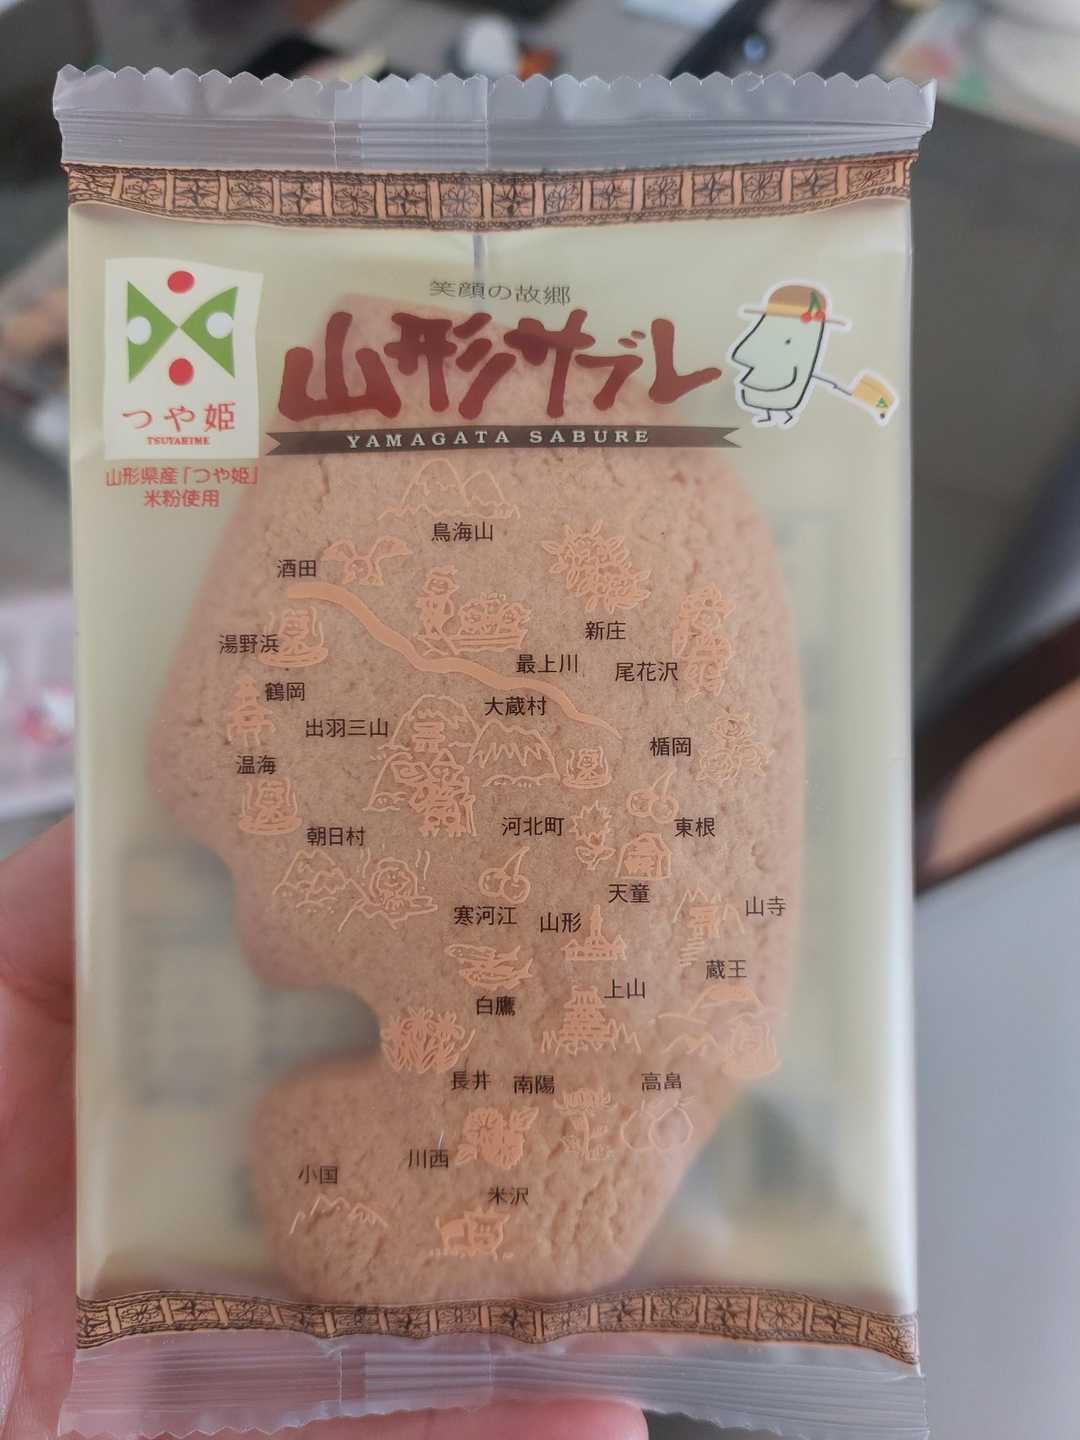 笑顔の故郷
山形サブレ
YAMAGATA SABURE
つや姫
TSUYAHIME
山形県産「つや姫」
米粉使用
鳥海山
酒田
新庄
湯野浜
最上川
尾花沢
鶴岡
大蔵村
出羽三山
楯岡
温海
河北町
東根
朝日村
天童
寒河江
山形
山寺
蔵王
上山
白鷹
長井
南陽
高畠
川西
小国
米沢